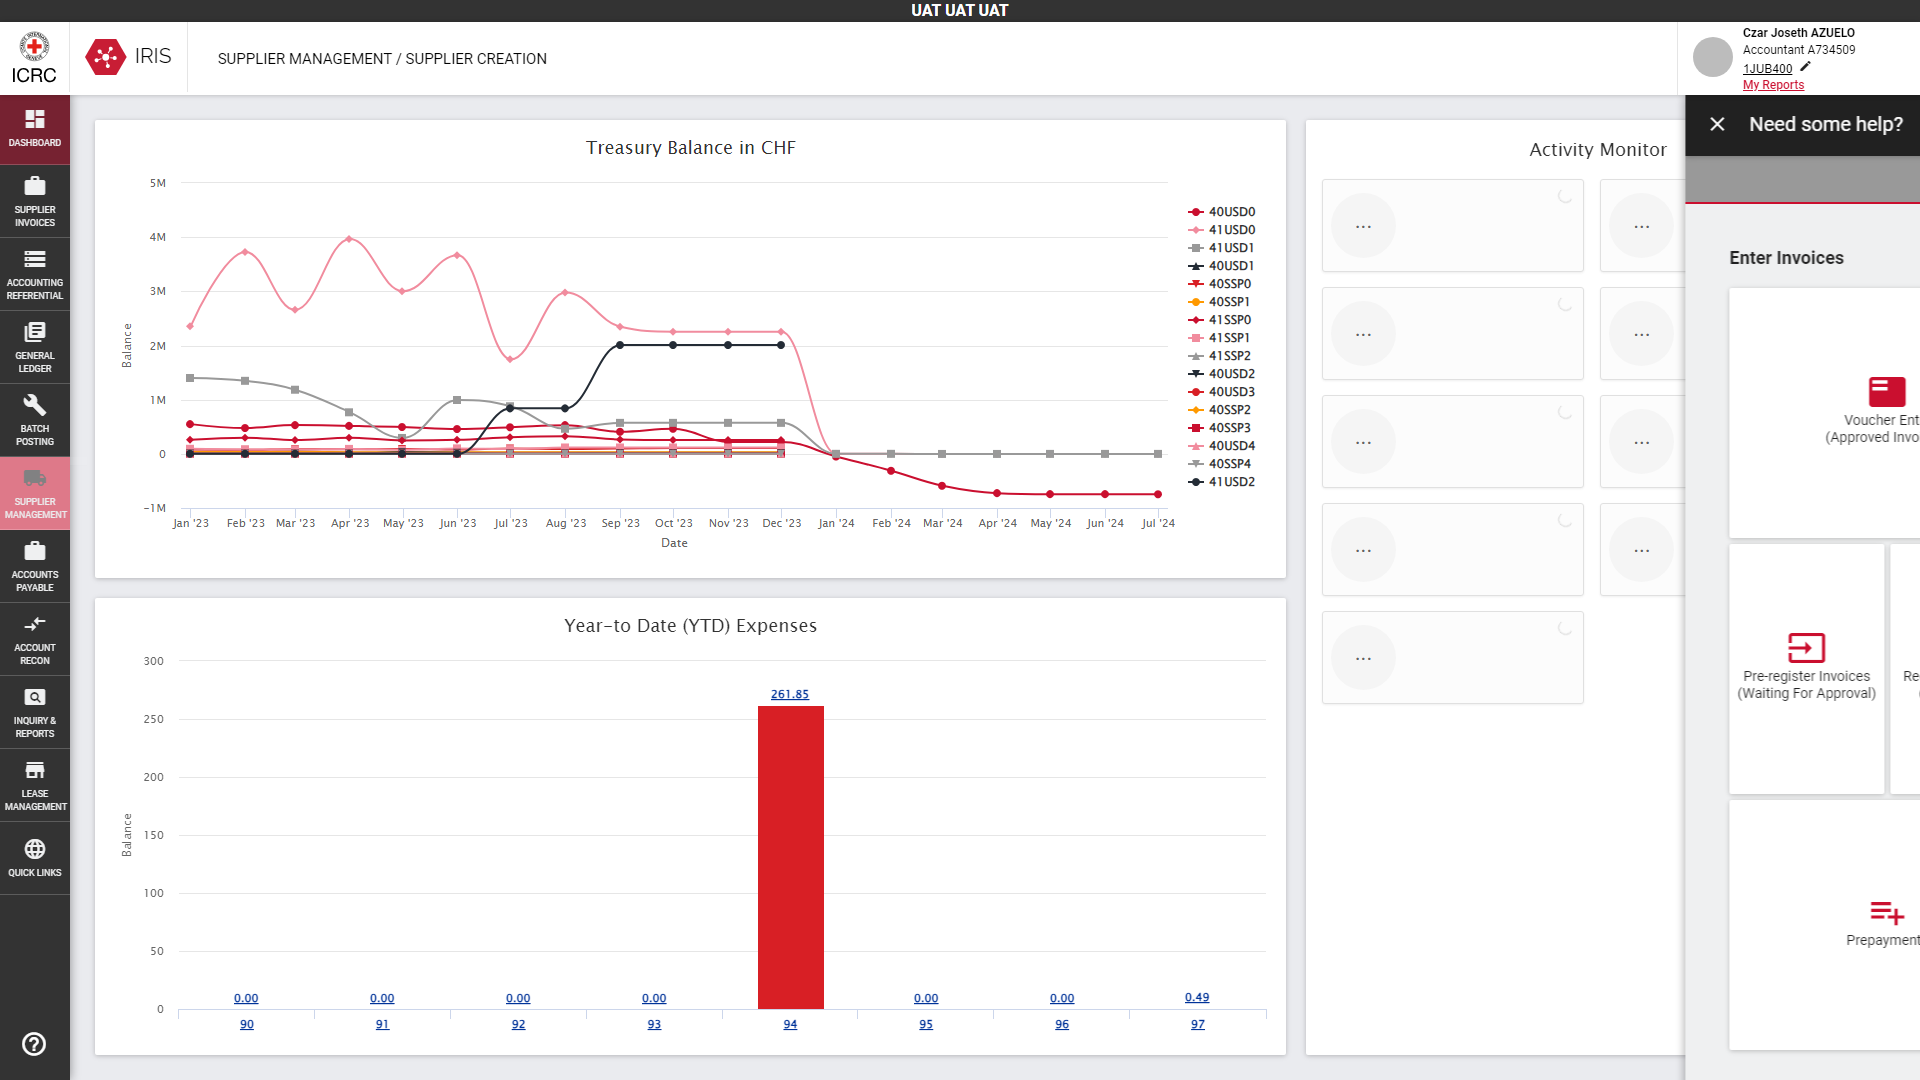 UAT UAT UAT
ICRC
IRIS
SUPPLIER MANAGEMENT / SUPPLIER CREATION
Czar Joseth AZUELO
Accountant A734509
1JUB400
My Reports
DASHBOARD
SUPPLIER
INVOICES
ACCOUNTING
REFERENTIAL
GENERAL
LEDGER
BATCH
POSTING
SUPPLIER
MANAGEMENT
ACCOUNTS
PAYABLE
ACCOUNT
RECON
INQUIRY &
REPORTS
LEASE
MANAGEMENT
QUICK LINKS
Treasury Balance in CHF
Balance
5M
4M
3M
2M
1M
0
-1M
Jan '23 Feb '23 Mar '23 Apr '23 May '23 Jun '23 Jul '23 Aug '23 Sep '23 Oct '23 Nov '23 Dec '23 Jan '24 Feb '24 Mar '24 Apr '24 May '24 Jun '24 Jul '24
Date
40USD0
41USD0
41USD1
40USD1
40SSP0
40SSP1
41SSP0
41SSP1
41SSP2
40USD2
40USD3
40SSP2
40SSP3
40USD4
40SSP4
41USD2
Year-to Date (YTD) Expenses
Balance
300
250
200
150
100
50
0
0.00 0.00 0.00 0.00 261.85 0.00 0.00 0.49
90 91 92 93 94 95 96 97
Activity Monitor
... ...
... ...
... ...
... ...
...
Need some help?
Enter Invoices
Voucher Ent
(Approved Invo
Pre-register Invoices
(Waiting For Approval)
Re
(
Prepayment